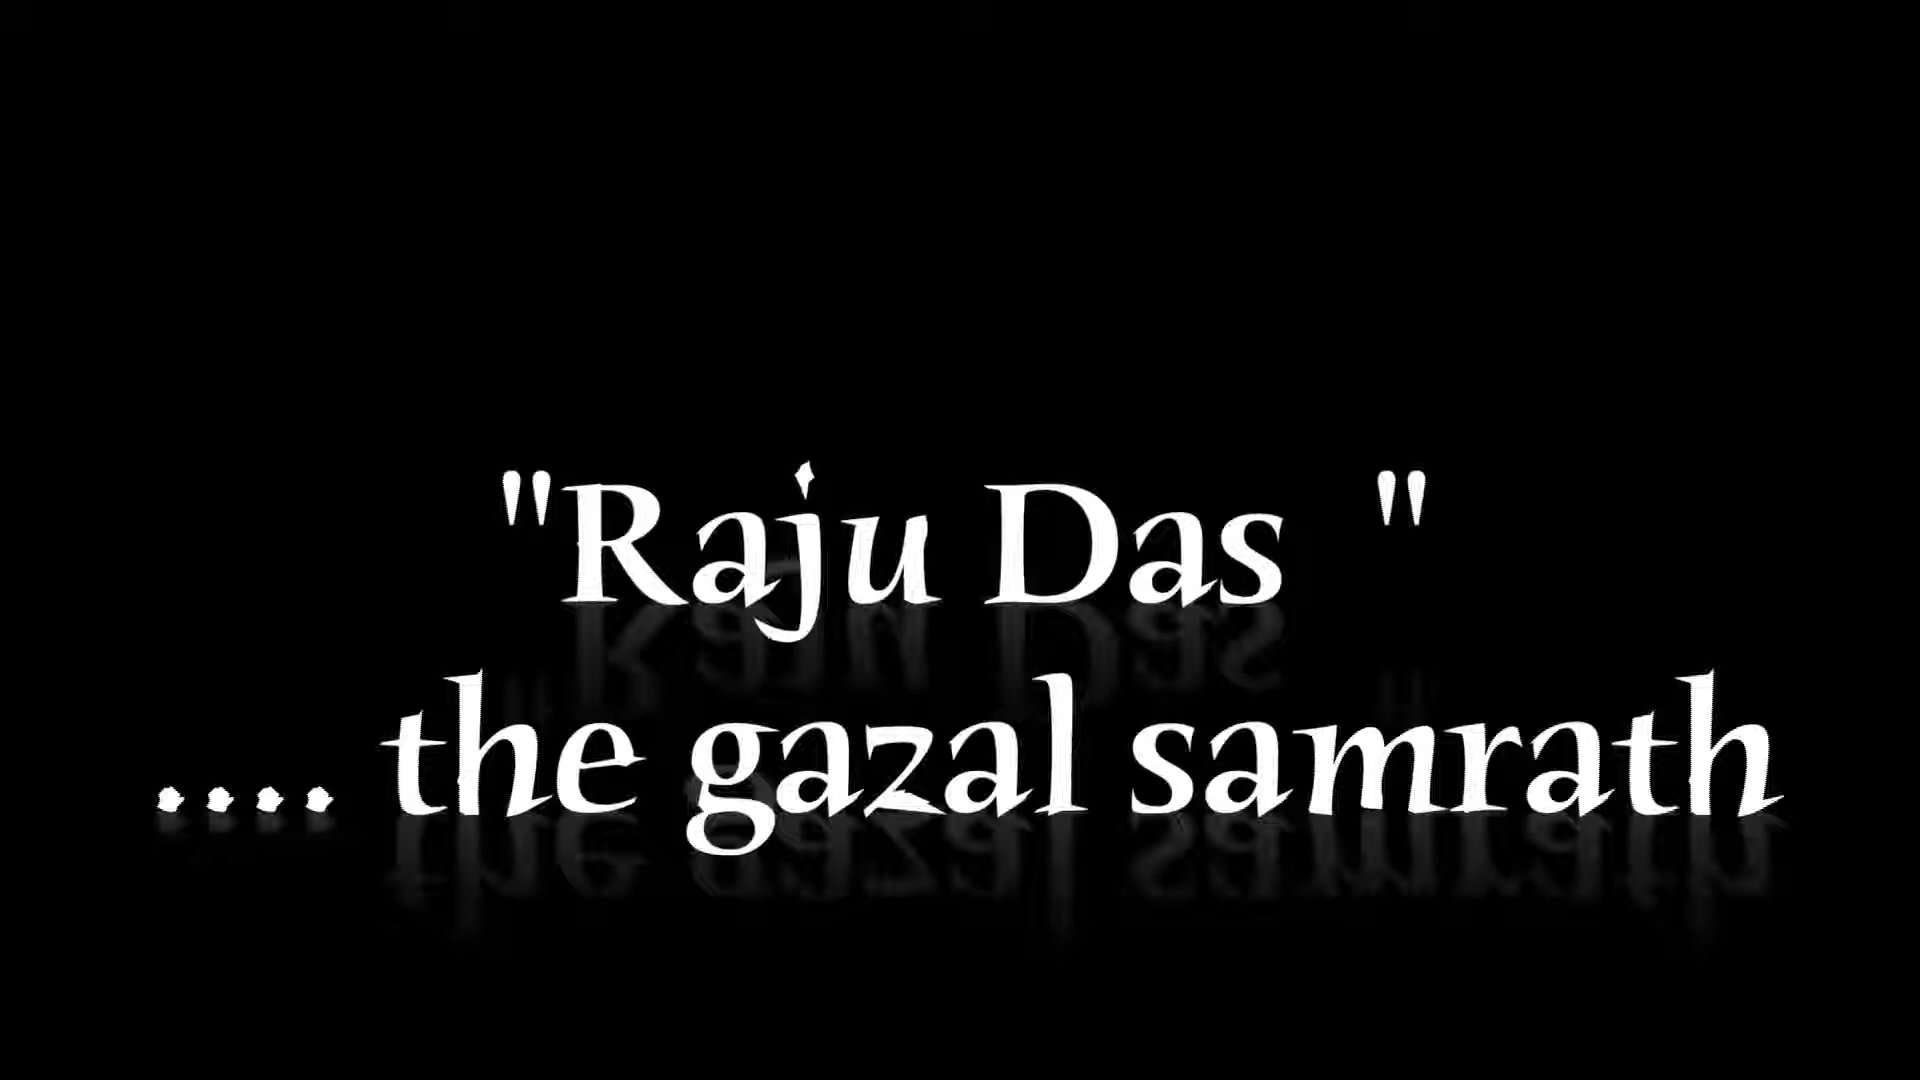 "Raju Das  "
.... the gazal samrath